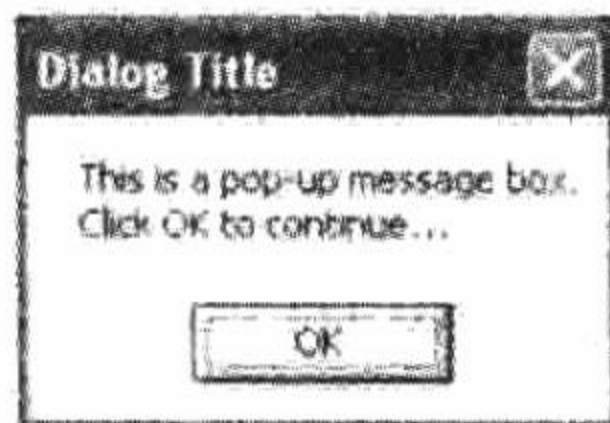 Dialog Title
This is a pop-up message box.
Click OK to continue...
OK